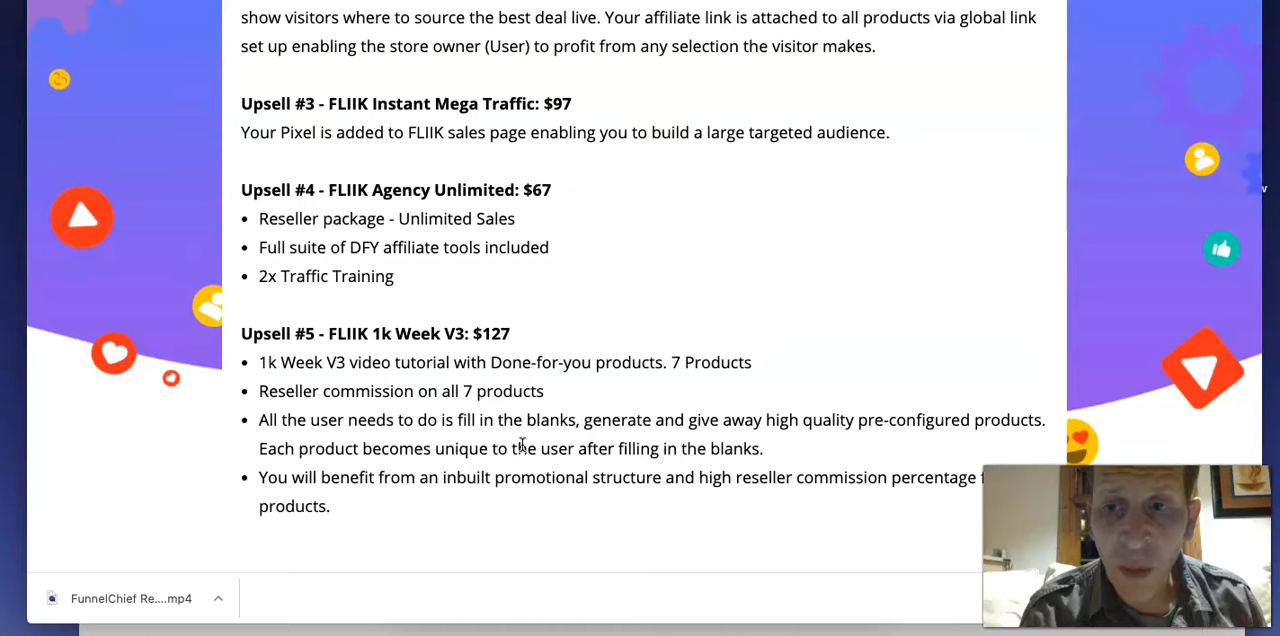 show visitors where to source the best deal live. Your affiliate link is attached to all products via global link
set up enabling the store owner (User) to profit from any selection the visitor makes.
Upsell #3 - FLIIK Instant Mega Traffic: $97
Your Pixel is added to FLIIK sales page enabling you to build a large targeted audience.
Upsell #4 - FLIIK Agency Unlimited: $67
• Reseller package - Unlimited Sales
• Full suite of DFY affiliate tools included
• 2x Traffic Training
Upsell #5 - FLIIK 1k Week V3: $127
• 1k Week V3 video tutorial with Done-for-you products. 7 Products
• Reseller commission on all 7 products
• All the user needs to do is fill in the blanks, generate and give away high quality pre-configured products.
Each product becomes unique to the user after filling in the blanks.
• You will benefit from an inbuilt promotional structure and high reseller commission percentage
products.
FunnelChief Re....mp4